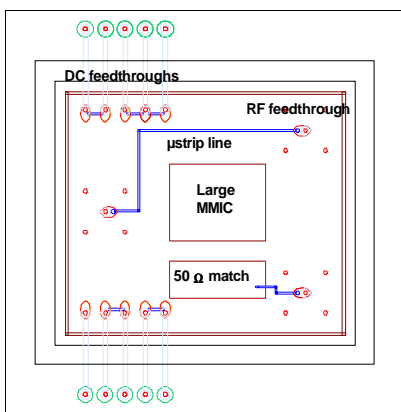 DC feedthroughs
RF feedthrough
µstrip line
Large
MMIC
50 Ω match